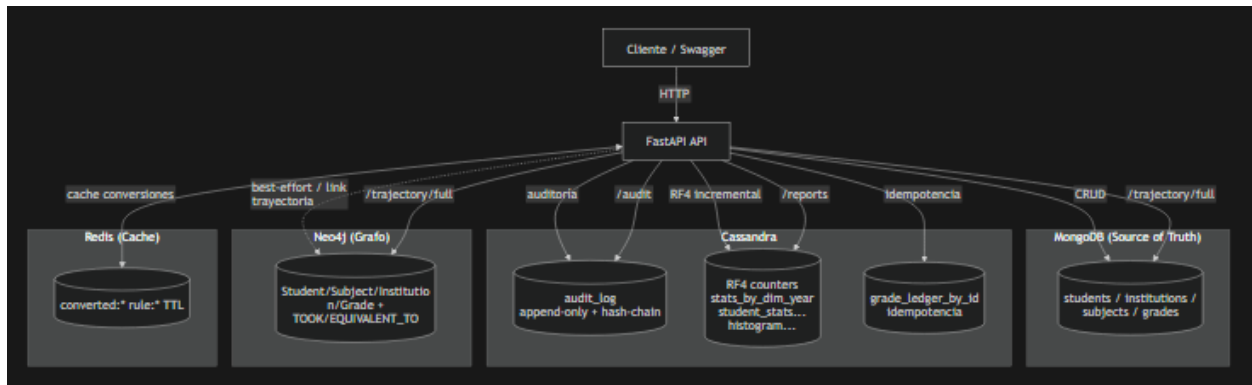 Cliente / Swagger
HTTP
FastAPI API
cache conversiones
best-effort / link
trayectoria
/trajectory/full
auditoría
/audit
RF4 incremental
/reports
idempotencia
CRUD
/trajectory/full
Redis (Cache)
converted:* rule:* TTL
Neo4j (Grafo)
Student/Subject/Institutio
n/Grade +
TOOK/EQUIVALENT_TO
Cassandra
audit_log
append-only + hash-chain
RF4 counters
stats_by_dim_year
student_stats...
histogram...
grade_ledger_by_id
idempotencia
MongoDB (Source of Truth)
students / institutions /
subjects / grades